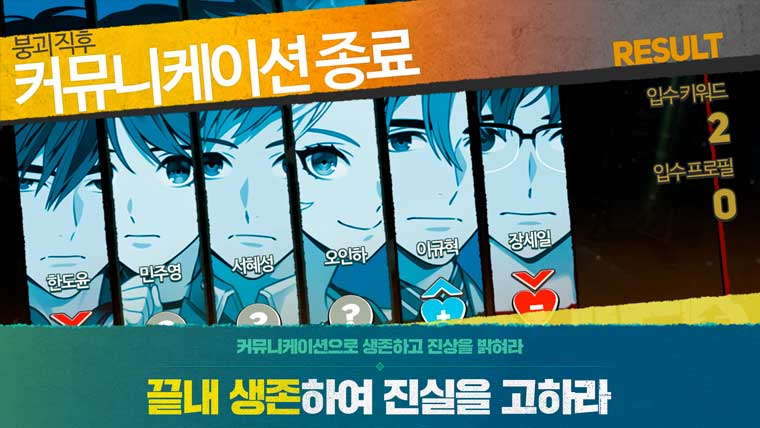 붕괴 직후
커뮤니케이션 종료
RESULT
입수 키워드
2
입수 프로필
0
한도윤
민주영
서혜성
오인하
이규혁
장세일
?
?
?
+
-
커뮤니케이션으로 생존하고 진상을 밝혀라
끝내 생존하여 진실을 고하라